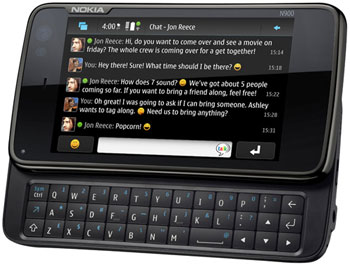 NOKIA
N900
4:00 Chat - Jon Reece
Jon Reece: Hi, do you want to come over and see a movie on
friday? The whole crew is coming over for a get together!
15:14
You: Hey there! Sure! What time should I be there?
15:18
Jon Reece: How does 7 sound? We've got about 5 people
coming so far. If you want to bring a friend along, feel free!
15:22
You: Oh great! I was going to ask if I can bring someone. Ashley
wants to tag along. Need us to bring anything?
15:28
Jon Reece: Popcorn!
15:31
Ctrl Q W E R T Y U I O P
A S D F G H J K L
Z X C V B N M